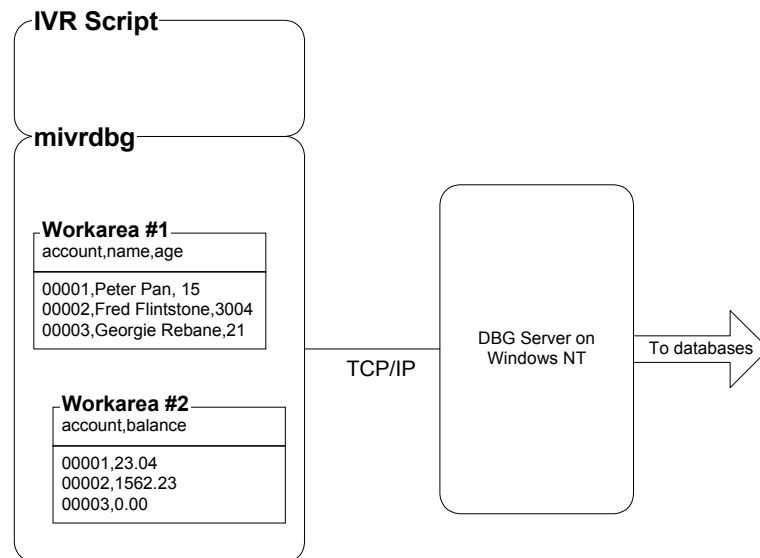 IVR Script
mivrdbg
Workarea #1
account,name,age
00001,Peter Pan, 15
00002,Fred Flintstone,3004
00003,Georgie Rebane,21
Workarea #2
account,balance
00001,23.04
00002,1562.23
00003,0.00
TCP/IP
DBG Server on
Windows NT
To databases